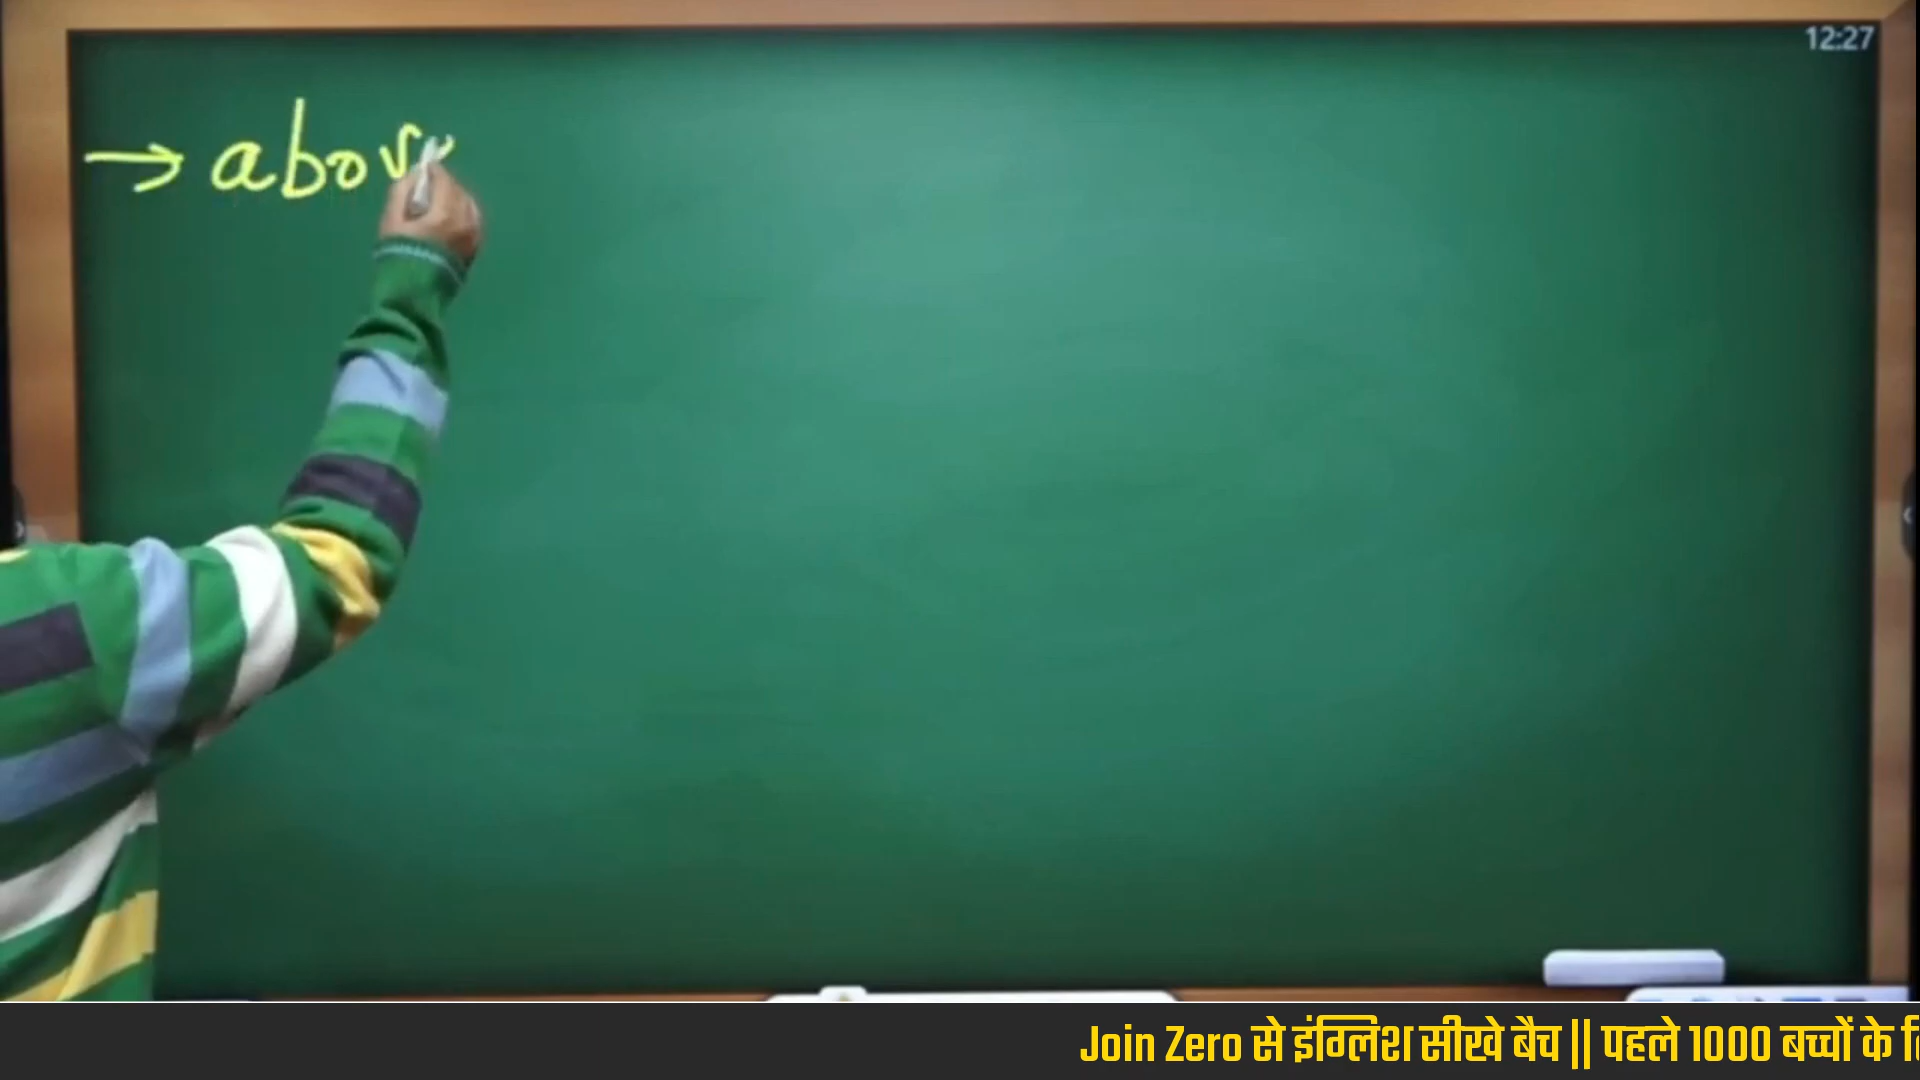 12:27
→ abov
Join Zero से इंग्लिश सीखे बैच || पहले 1000 बच्चों के